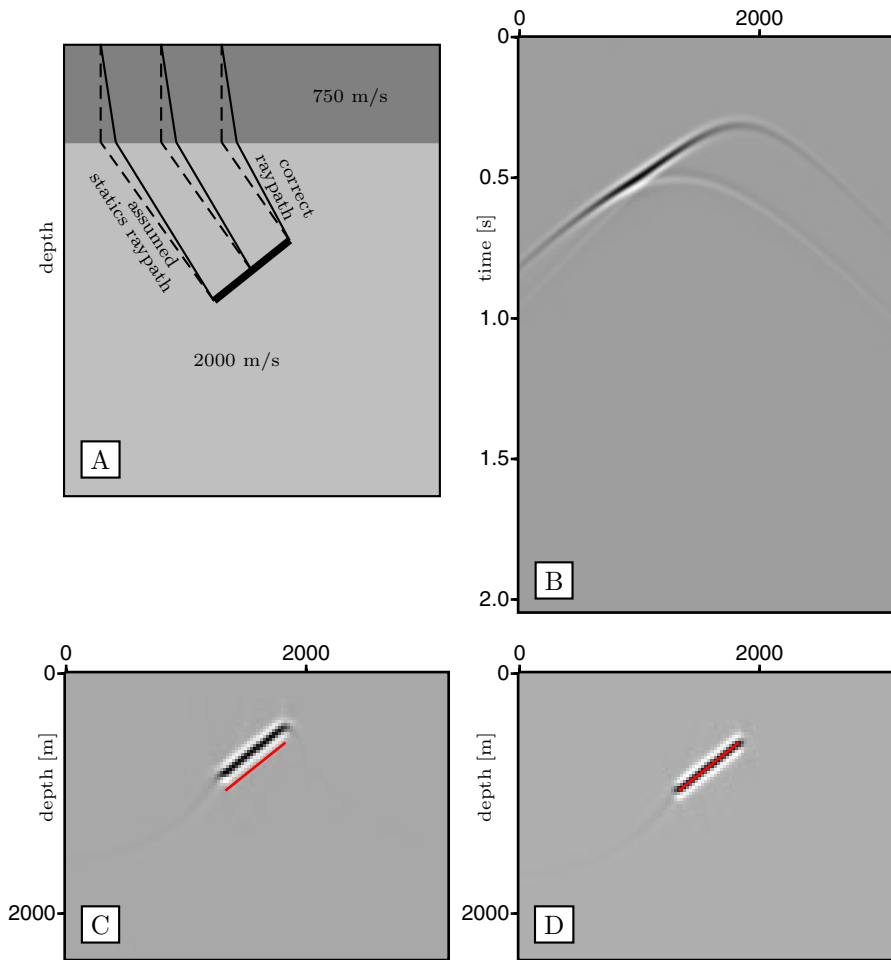 0
2000
0
0.5
1.0
1.5
2.0
time [s]
B
750 m/s
correct
raypath
assumed
statics raypath
2000 m/s
depth
A
0
2000
0
2000
depth [m]
C
0
2000
0
2000
depth [m]
D